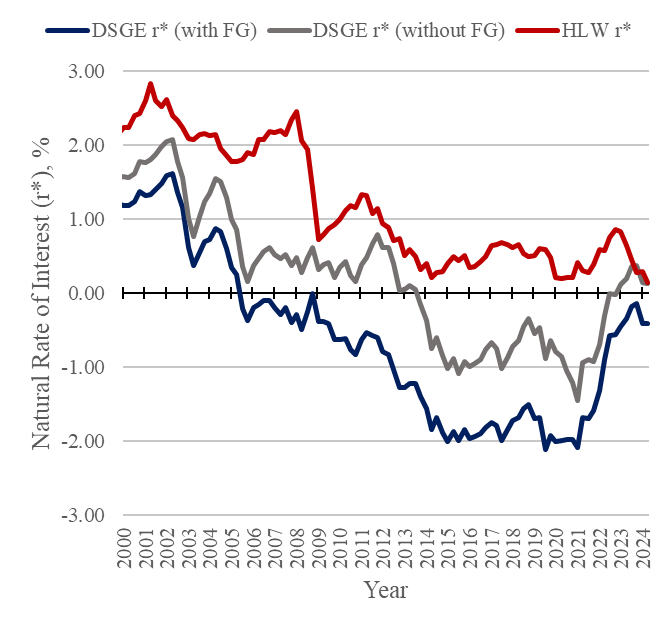 DSGE r* (with FG) DSGE r* (without FG) HLW r*
3.00
2.00
1.00
0.00
-1.00
-2.00
-3.00
Natural Rate of Interest (r*), %
2000 2001 2002 2003 2004 2005 2006 2007 2008 2009 2010 2011 2012 2013 2014 2015 2016 2017 2018 2019 2020 2021 2022 2023 2024
Year